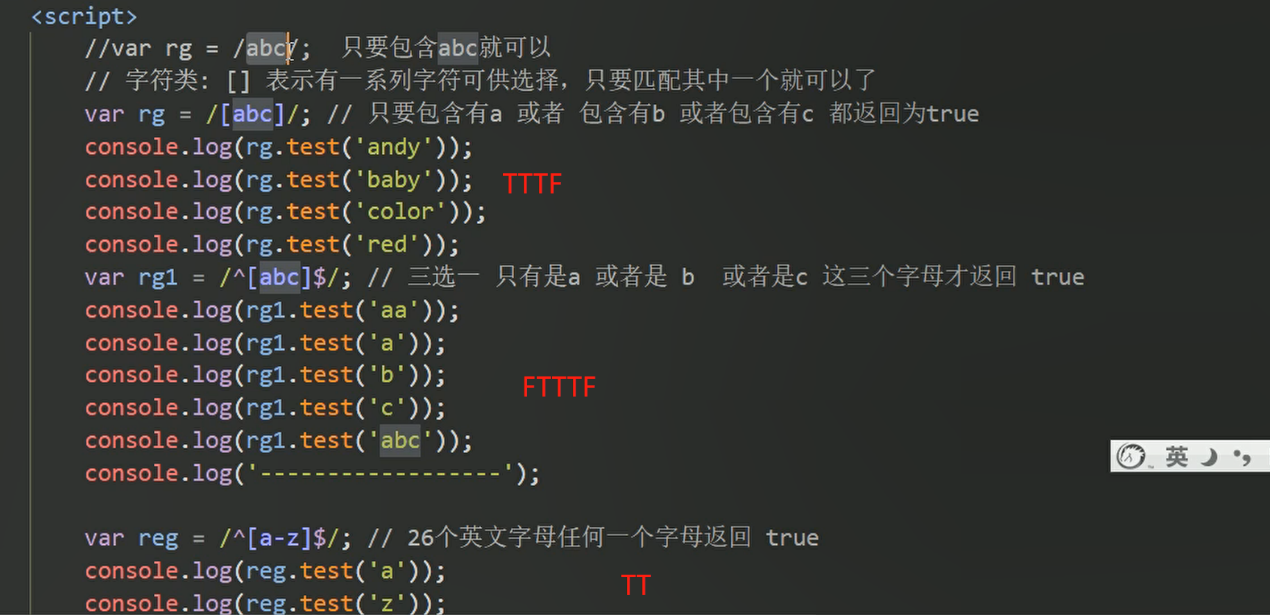 <script>
//var rg = /abc/;  只要包含abc就可以
// 字符类: [] 表示有一系列字符可供选择，只要匹配其中一个就可以了
var rg = /[abc]/; // 只要包含有a 或者 包含有b 或者包含有c 都返回为true
console.log(rg.test('andy'));
console.log(rg.test('baby'));
TTTF
console.log(rg.test('color'));
console.log(rg.test('red'));
var rg1 = /^[abc]$/; // 三选一 只有是a 或者是 b  或者是c 这三个字母才返回 true
console.log(rg1.test('aa'));
console.log(rg1.test('a'));
console.log(rg1.test('b'));
FTTTF
console.log(rg1.test('c'));
console.log(rg1.test('abc'));
console.log('------------------');
英
var reg = /^[a-z]$/; // 26个英文字母任何一个字母返回 true
console.log(reg.test('a'));
TT
console.log(reg.test('z'));